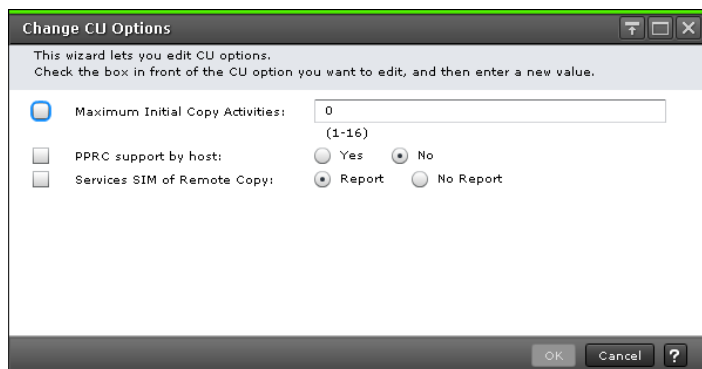 Change CU Options
This wizard lets you edit CU options.
Check the box in front of the CU option you want to edit, and then enter a new value.
Maximum Initial Copy Activities: 0
(1-16)
PPRC support by host: Yes No
Services SIM of Remote Copy: Report No Report
OK Cancel ?